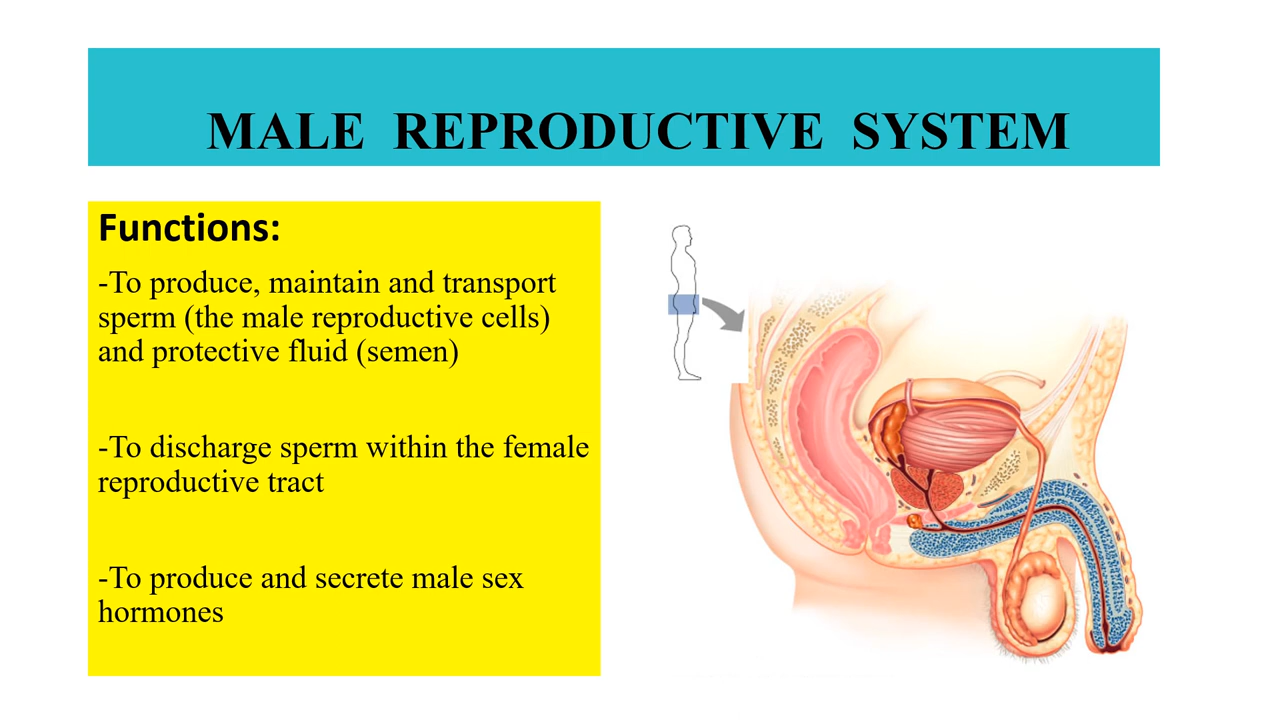 MALE REPRODUCTIVE SYSTEM
Functions:
-To produce, maintain and transport
sperm (the male reproductive cells)
and protective fluid (semen)
-To discharge sperm within the female
reproductive tract
-To produce and secrete male sex
hormones